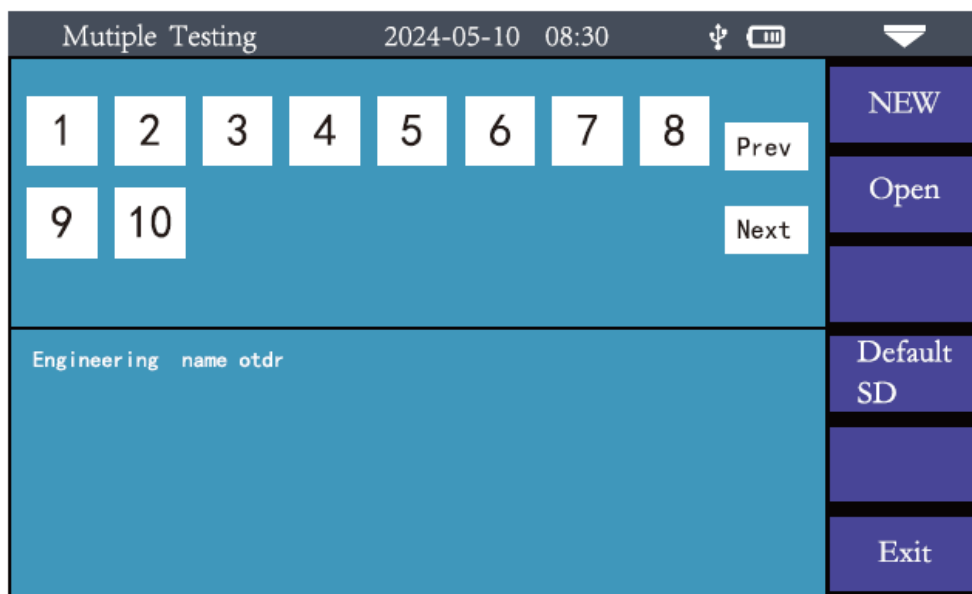 Mutiple Testing 2024-05-10 08:30
NEW
1 2 3 4 5 6 7 8
Prev
Open
9 10
Next
Default
SD
Engineering name otdr
Exit